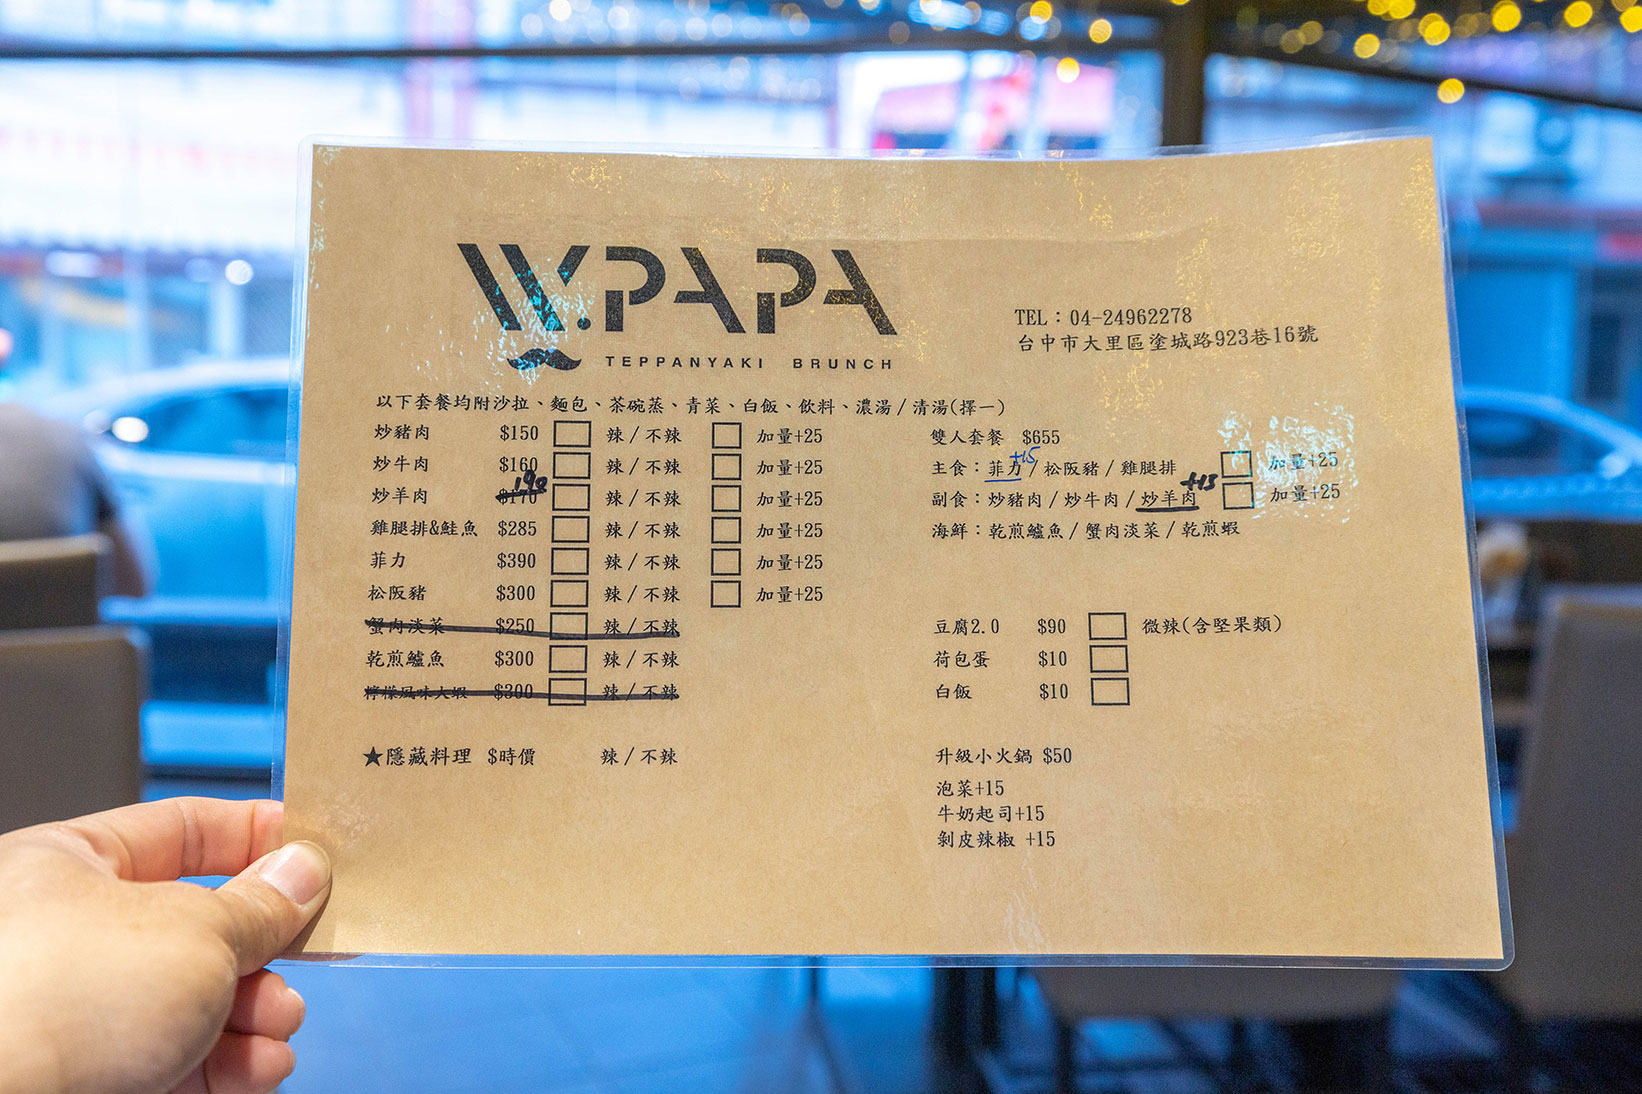 W.PAPA
TEPPANYAKI BRUNCH
TEL：04-24962278
台中市大里區塗城路923巷16號
以下套餐均附沙拉、麵包、茶碗蒸、青菜、白飯、飲料、濃湯/清湯(擇一)
炒豬肉 $150 辣/不辣 加量+25
炒牛肉 $160 辣/不辣 加量+25
炒羊肉 $170 190 辣/不辣 加量+25
雞腿排&鮭魚 $285 辣/不辣 加量+25
菲力 $390 辣/不辣 加量+25
松阪豬 $300 辣/不辣 加量+25
蟹肉淡菜 $250 辣/不辣
乾煎鱸魚 $300 辣/不辣
檸檬風味大蝦 $300 辣/不辣
★隱藏料理 $時價 辣/不辣
雙人套餐 $655
+15
主食：菲力/松阪豬/雞腿排 加量+25
+15
副食：炒豬肉/炒牛肉/炒羊肉 加量+25
海鮮：乾煎鱸魚/蟹肉淡菜/乾煎蝦
豆腐2.0 $90 微辣(含堅果類)
荷包蛋 $10
白飯 $10
升級小火鍋 $50
泡菜+15
牛奶起司+15
剝皮辣椒 +15